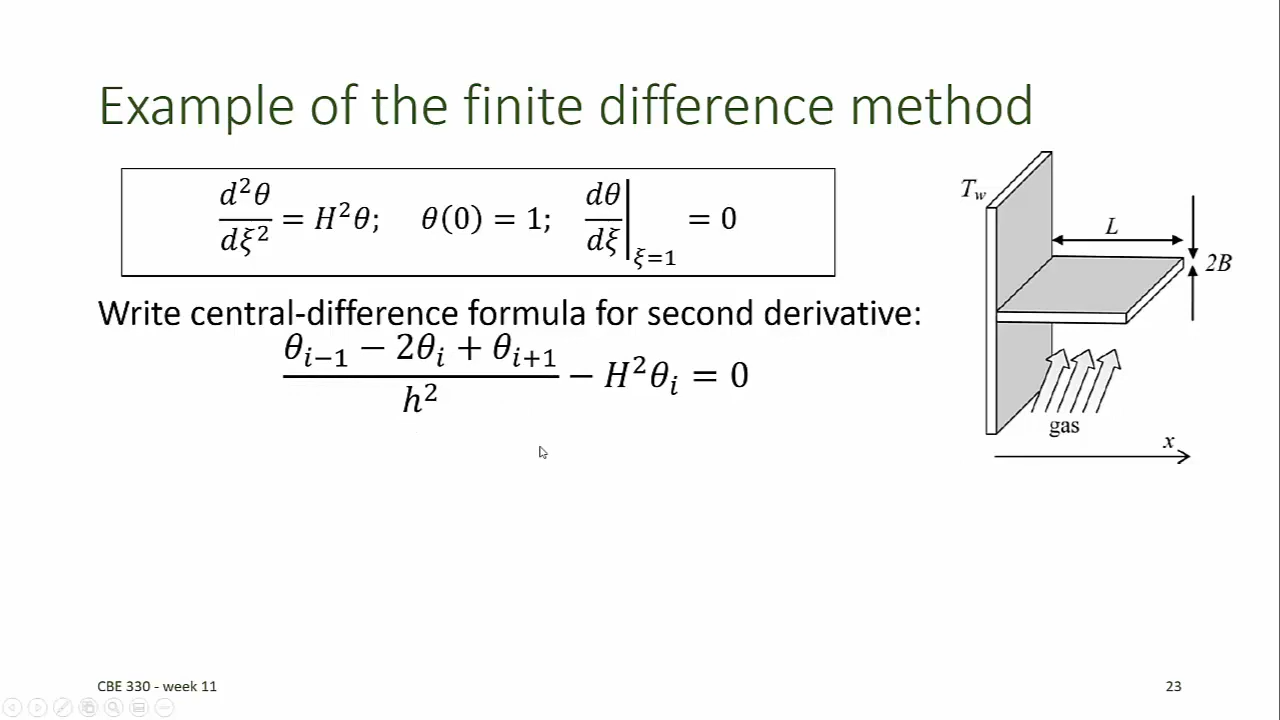 Example of the finite difference method
d²θ/dξ² = H²θ; θ(0) = 1; dθ/dξ|ξ=1 = 0
Write central-difference formula for second derivative:
(θᵢ₋₁ − 2θᵢ + θᵢ₊₁)/h² − H²θᵢ = 0
T_w
L
2B
gas
x
CBE 330 - week 11
23